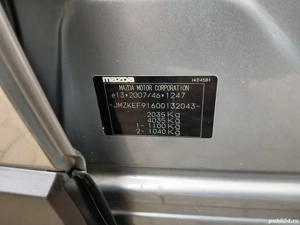 mazda
MAZDA MOTOR CORPORATION
e13*2007/46*1247
-JMZKEF91600132043-
2035 Kg
4035 Kg
1- 1100 Kg
2- 1040 Kg